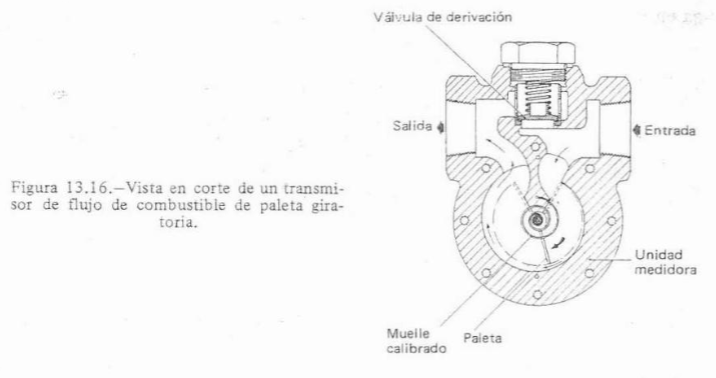 Válvula de derivación
Salida
Entrada
Figura 13.16.—Vista en corte de un transmi-
sor de flujo de combustible de paleta gira-
toria.
Unidad
medidora
Muelle
calibrado
Paleta